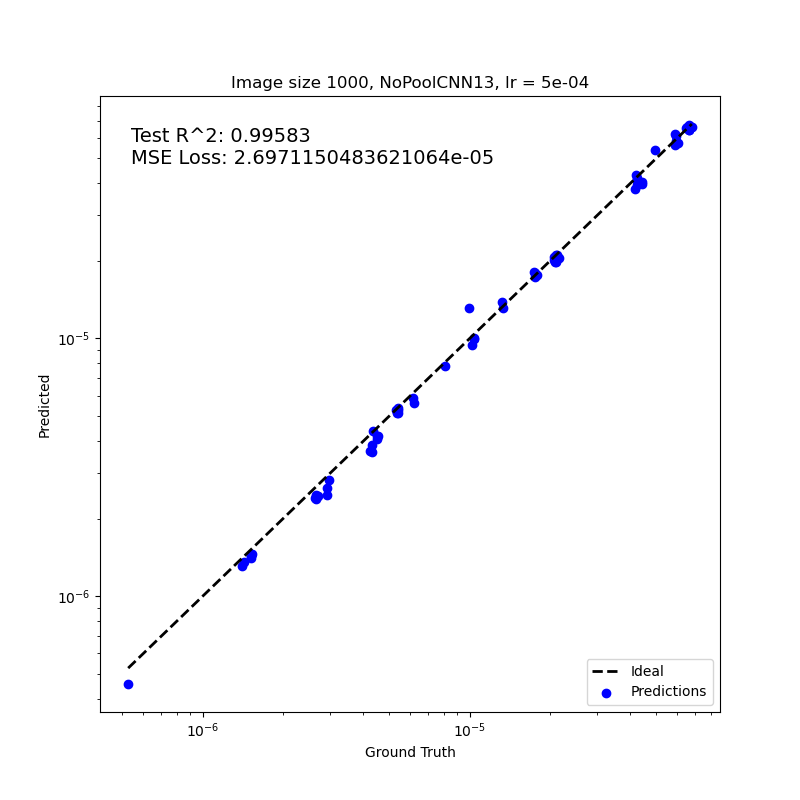 Image size 1000, NoPoolCNN13, lr = 5e-04
Test R^2: 0.99583
MSE Loss: 2.6971150483621064e-05
10⁻⁵
Predicted
10⁻⁶
Ideal
Predictions
10⁻⁶
10⁻⁵
Ground Truth